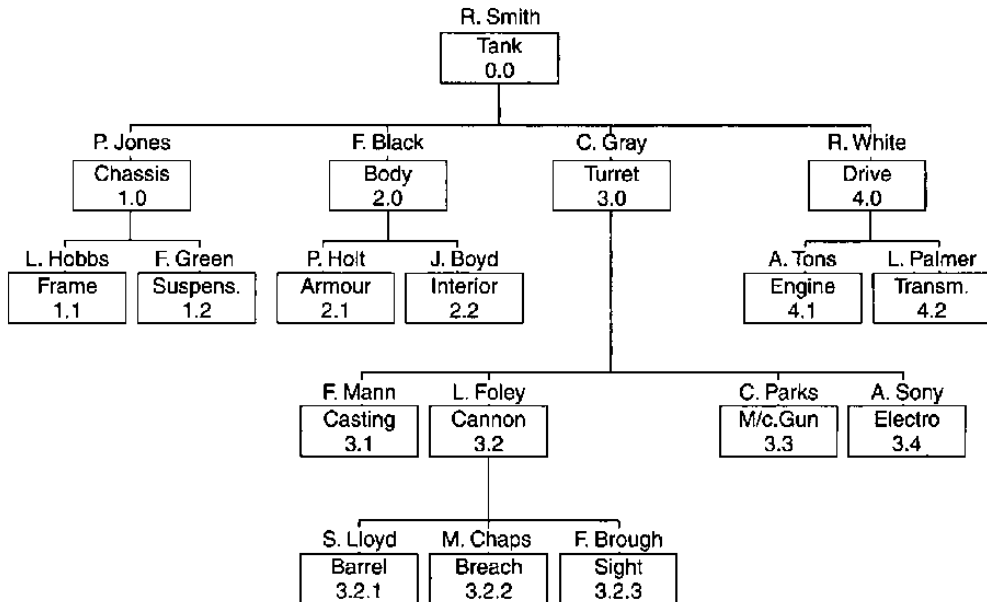 R. Smith
Tank
0.0
P. Jones
Chassis
1.0
F. Black
Body
2.0
C. Gray
Turret
3.0
R. White
Drive
4.0
L. Hobbs
Frame
1.1
F. Green
Suspens.
1.2
P. Holt
Armour
2.1
J. Boyd
Interior
2.2
A. Tons
Engine
4.1
L. Palmer
Transm.
4.2
F. Mann
Casting
3.1
L. Foley
Cannon
3.2
C. Parks
M/c.Gun
3.3
A. Sony
Electro
3.4
S. Lloyd
Barrel
3.2.1
M. Chaps
Breach
3.2.2
F. Brough
Sight
3.2.3